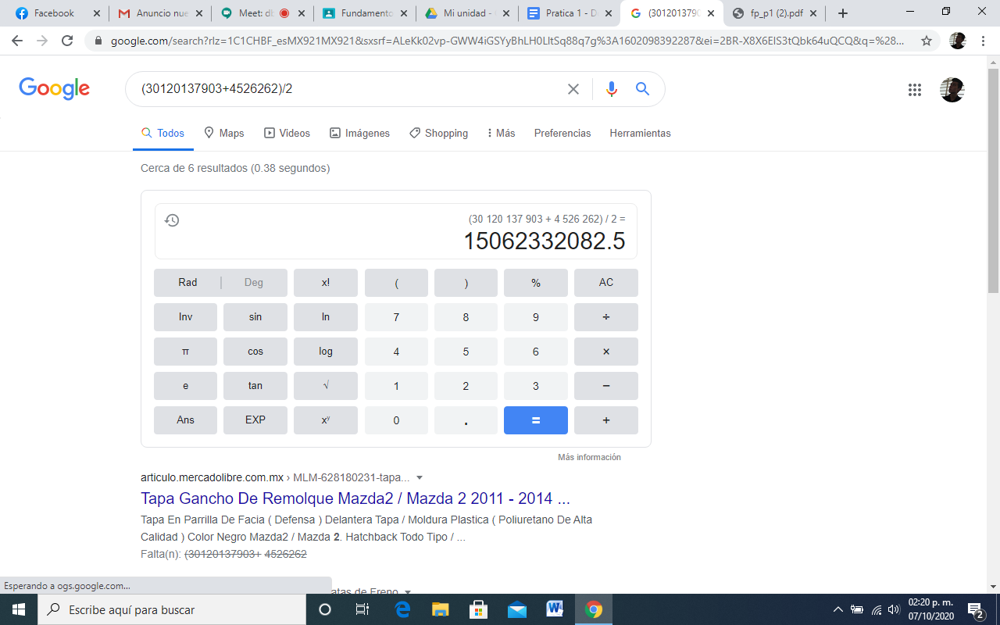 Facebook
Anuncio nue
Meet: db
Fundamento
Mi unidad -
Pratica 1 - D
(301201379
fp_p1 (2).pdf
google.com/search?rlz=1C1CHBF_esMX921MX921&sxsrf=ALeKk02vp-GWW4iGSYyBhLH0LltSq88q7g%3A1602098392287&ei=2BR-X8X6EIS3tQbk64uQCQ&q=%28...
Google
(30120137903+4526262)/2
Todos
Maps
Videos
Imágenes
Shopping
Más
Preferencias
Herramientas
Cerca de 6 resultados (0.38 segundos)
(30 120 137 903 + 4 526 262) / 2 =
15062332082.5
Rad | Deg x! ( ) % AC
Inv sin ln 7 8 9 ÷
π cos log 4 5 6 ×
e tan √ 1 2 3 −
Ans EXP xʸ 0 . = +
Más información
articulo.mercadolibre.com.mx › MLM-628180231-tapa...
Tapa Gancho De Remolque Mazda2 / Mazda 2 2011 - 2014 ...
Tapa En Parrilla De Facia ( Defensa ) Delantera Tapa / Moldura Plastica ( Poliuretano De Alta
Calidad ) Color Negro Mazda2 / Mazda 2. Hatchback Todo Tipo / ...
Falta(n): (30120137903+ 4526262
atas de Freno
Esperando a ogs.google.com...
Escribe aquí para buscar
02:20 p. m.
07/10/2020
2